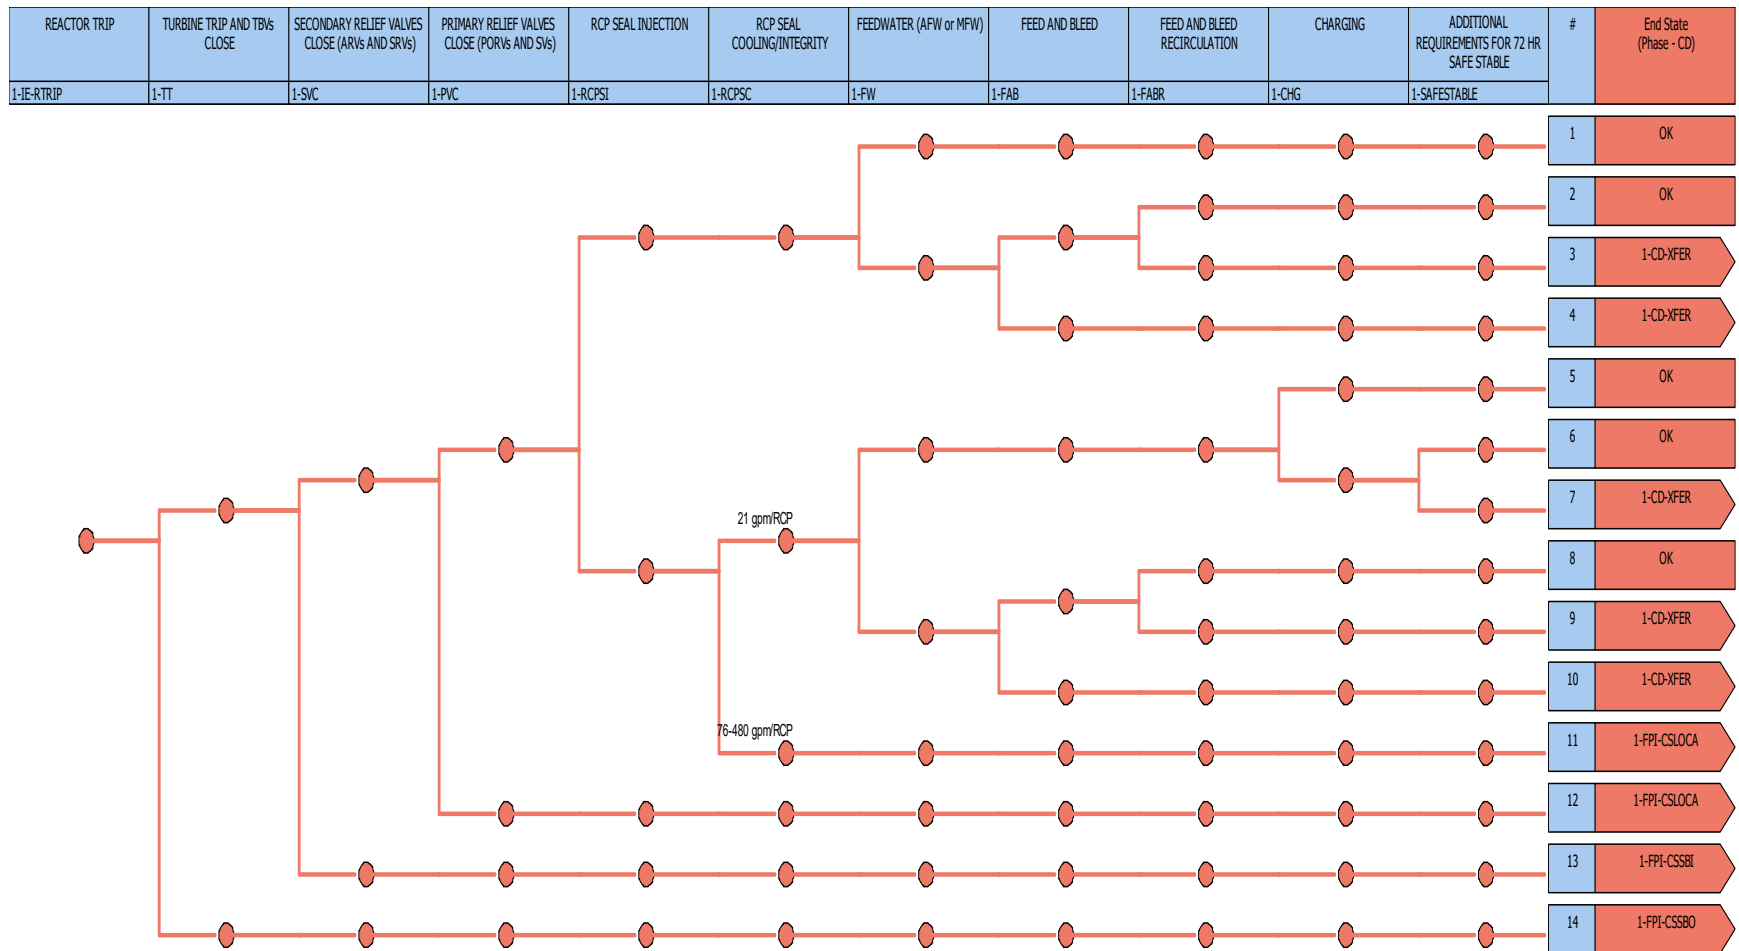 REACTOR TRIP
TURBINE TRIP AND TBVs
CLOSE
SECONDARY RELIEF VALVES
CLOSE (ARVs AND SRVs)
PRIMARY RELIEF VALVES
CLOSE (PORVs AND SVs)
RCP SEAL INJECTION
RCP SEAL
COOLING/INTEGRITY
FEEDWATER (AFW or MFW)
FEED AND BLEED
FEED AND BLEED
RECIRCULATION
CHARGING
ADDITIONAL
REQUIREMENTS FOR 72 HR
SAFE STABLE
#
End State
(Phase - CD)
1-IE-RTRIP
1-TT
1-SVC
1-PVC
1-RCPSI
1-RCPSC
1-FW
1-FAB
1-FABR
1-CHG
1-SAFESTABLE
1
OK
2
OK
3
1-CD-XFER
4
1-CD-XFER
5
OK
6
OK
7
1-CD-XFER
21 gpm/RCP
8
OK
9
1-CD-XFER
10
1-CD-XFER
76-480 gpm/RCP
11
1-FPI-CSLOCA
12
1-FPI-CSLOCA
13
1-FPI-CSSBI
14
1-FPI-CSSBO